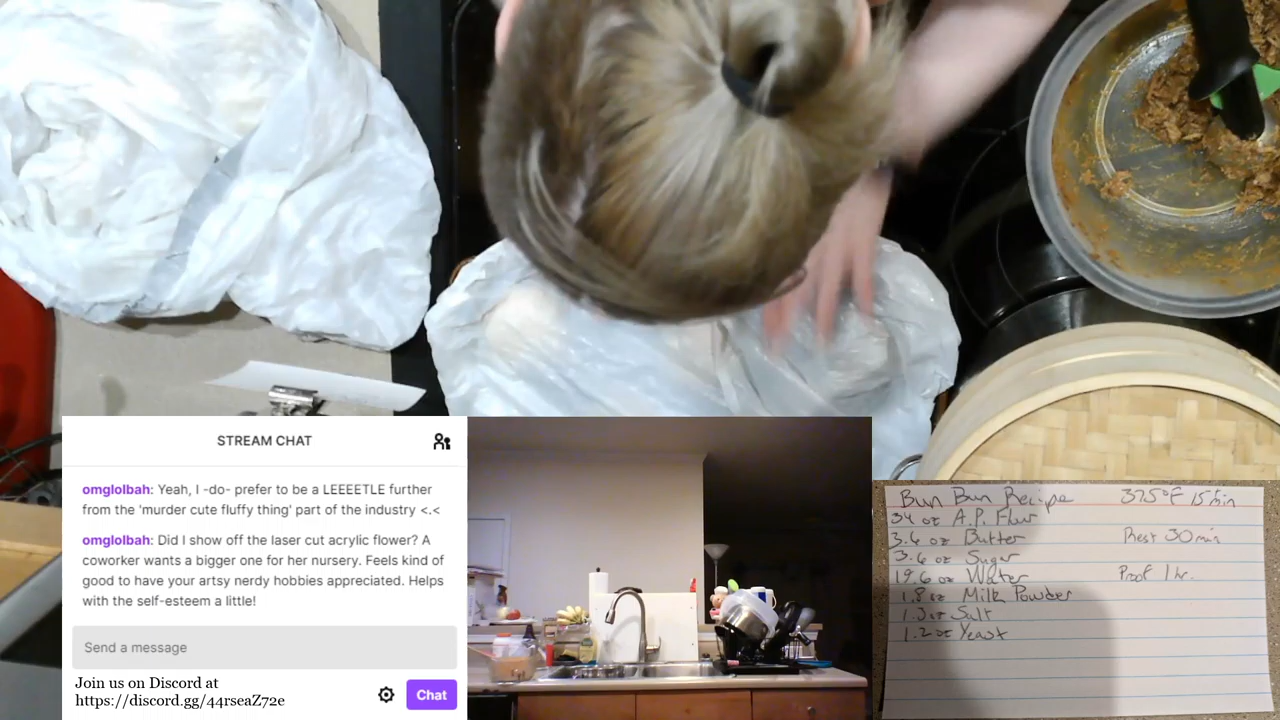 STREAM CHAT
omglolbah: Yeah, I -do- prefer to be a LEEEETLE further
from the 'murder cute fluffy thing' part of the industry <.<
omglolbah: Did I show off the laser cut acrylic flower? A
coworker wants a bigger one for her nursery. Feels kind of
good to have your artsy nerdy hobbies appreciated. Helps
with the self-esteem a little!
Send a message
Join us on Discord at
https://discord.gg/44rseaZ72e
Chat
Bun Bun Recipe 375°F 15 min
34 oz A.P. Flour
3.6 oz Butter Rest 30 min
3.6 oz Sugar
19.6 oz Water Proof 1 hr.
1.8 oz Milk Powder
oz Salt
1.2 oz Yeast